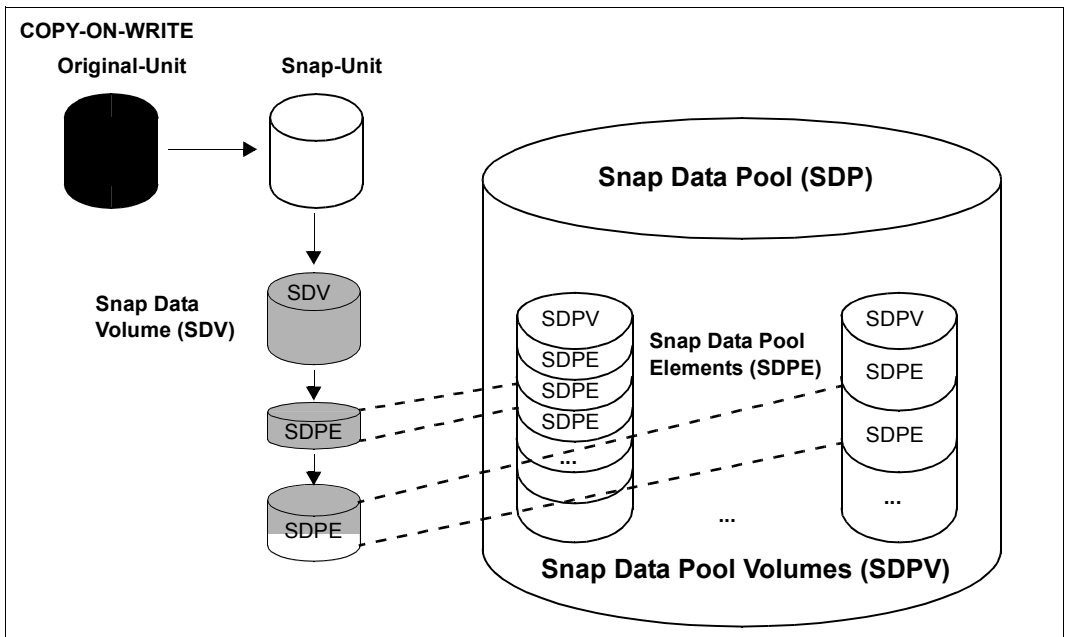 COPY-ON-WRITE
Original-Unit
Snap-Unit
Snap Data Pool (SDP)
Snap Data
Volume (SDV)
SDV
SDPE
SDPE
SDPV
SDPE
SDPE
SDPE
...
Snap Data Pool
Elements (SDPE)
SDPV
SDPE
SDPE
...
...
Snap Data Pool Volumes (SDPV)